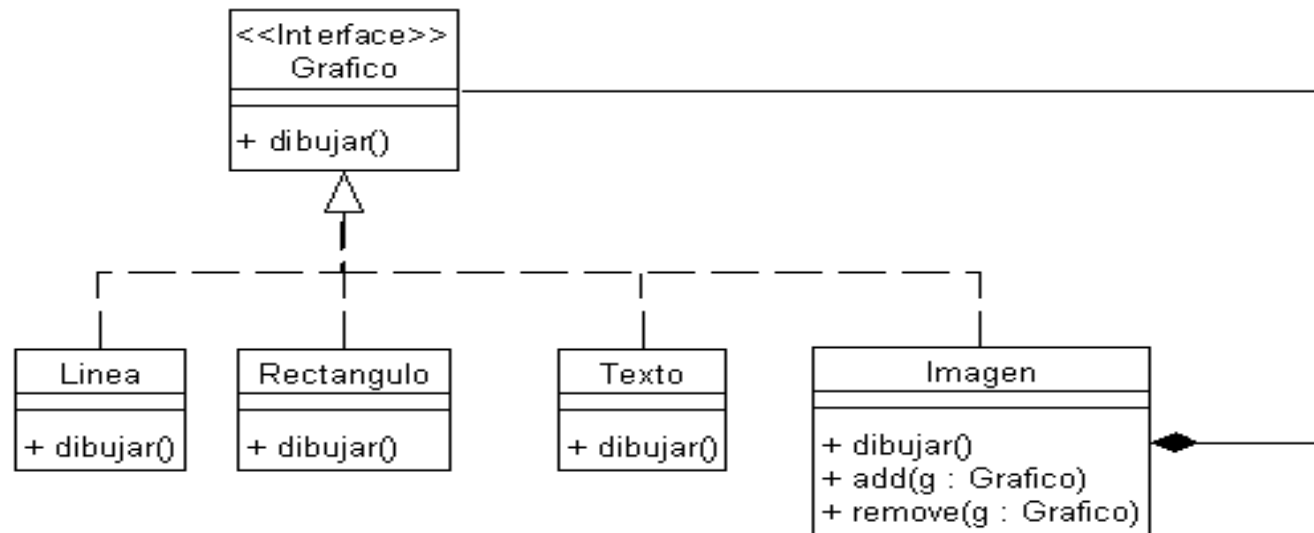 <<Interface>>
Grafico
+ dibujar()
Linea
+ dibujar()
Rectangulo
+ dibujar()
Texto
+ dibujar()
Imagen
+ dibujar()
+ add(g : Grafico)
+ remove(g : Grafico)